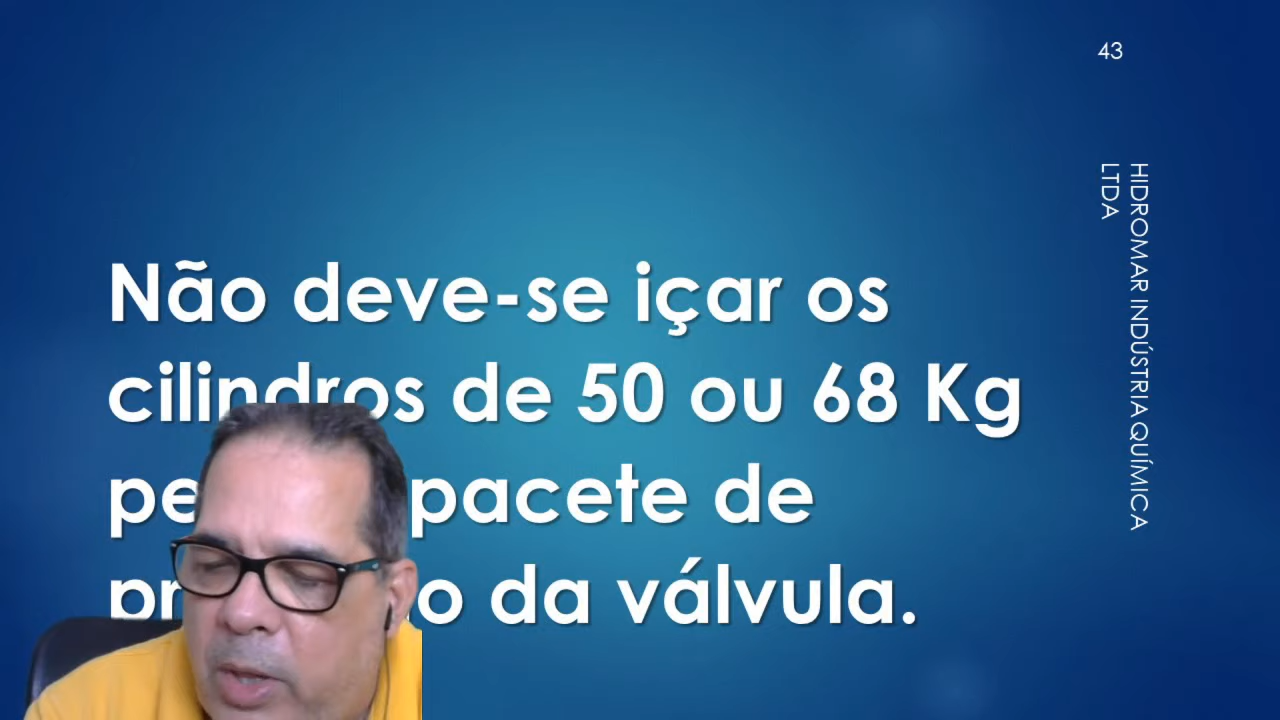 43
HIDROMAR INDÚSTRIA QUÍMICA
LTDA
Não deve-se içar os
cilindros de 50 ou 68 Kg
de
da válvula.